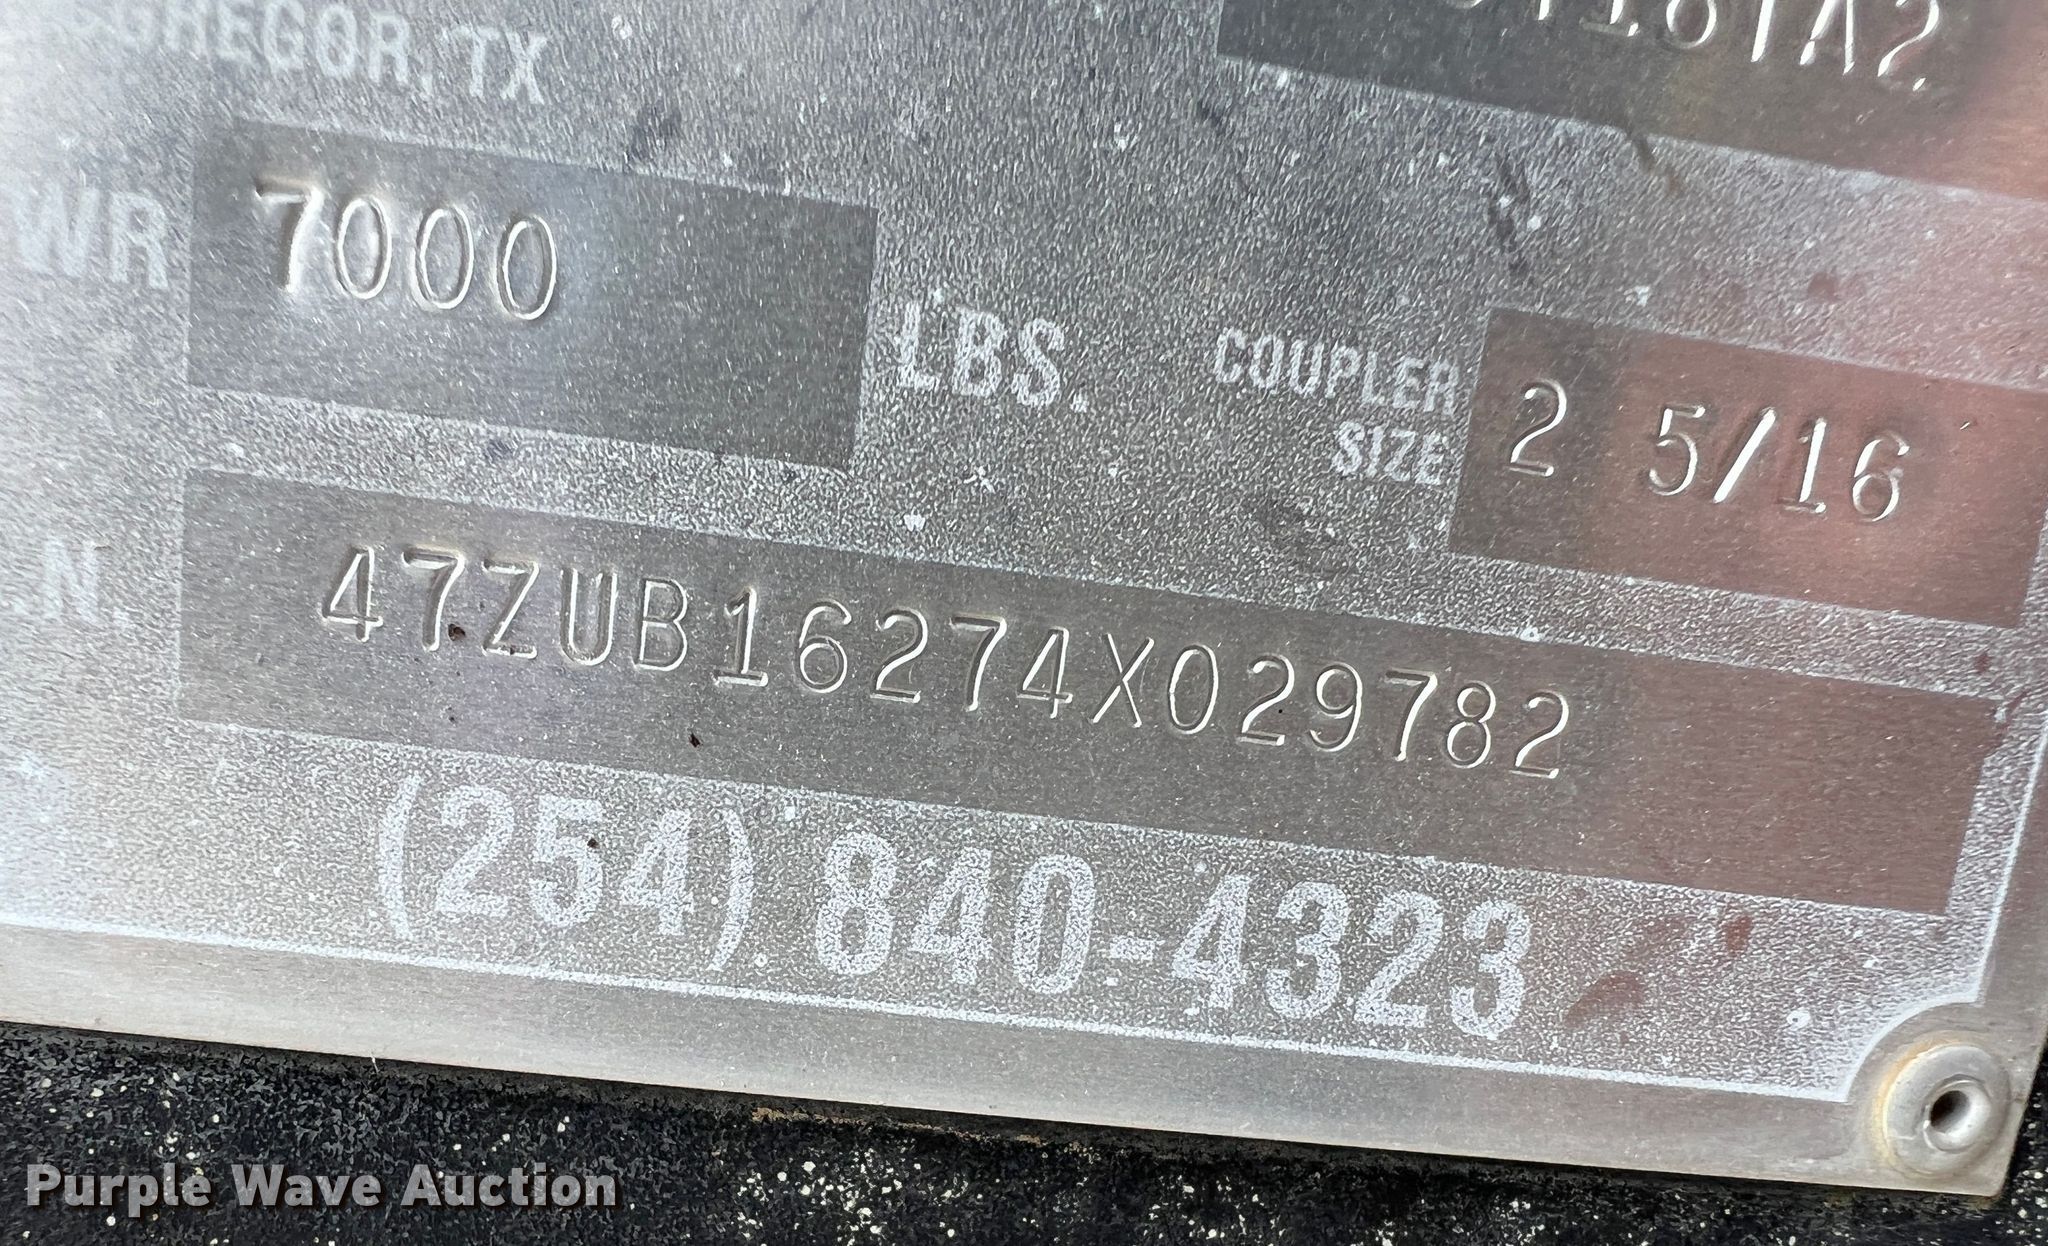 GREGOR, TX
WR 7000 LBS.
COUPLER SIZE 2 5/16
.N. 47ZUB16274X029782
(254) 840-4323
Purple Wave Auction